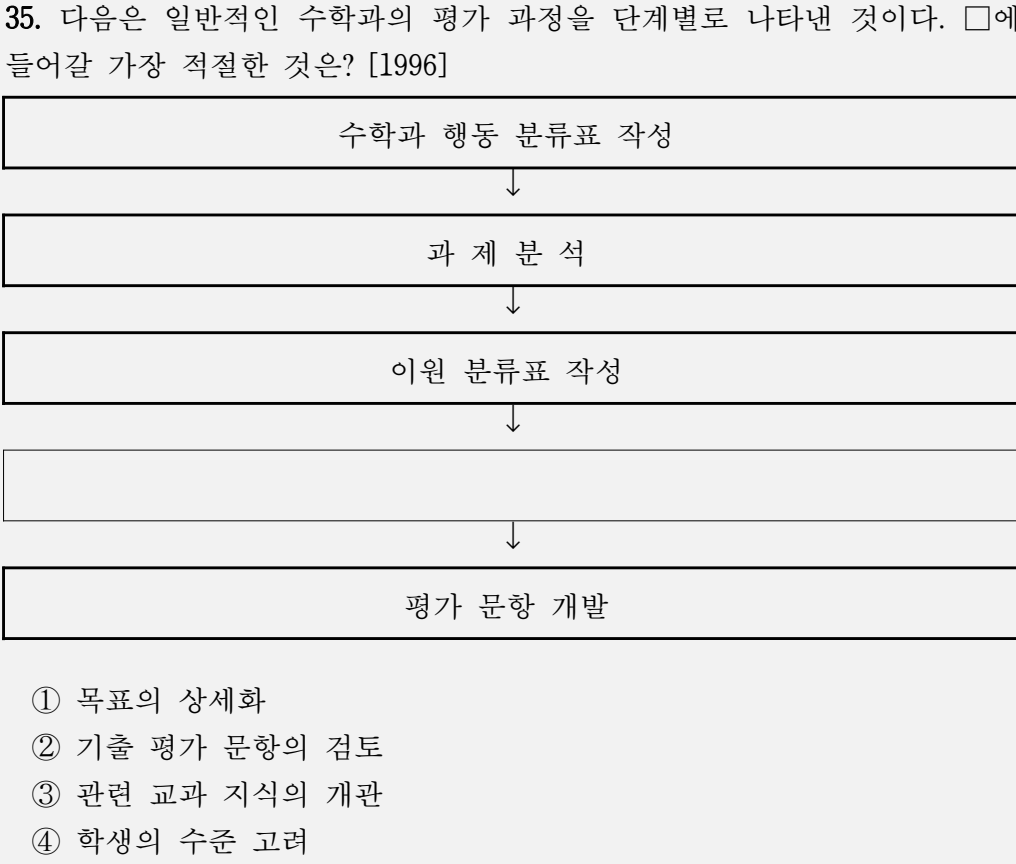 35. 다음은 일반적인 수학과의 평가 과정을 단계별로 나타낸 것이다. □에
들어갈 가장 적절한 것은? [1996]
수학과 행동 분류표 작성
↓
과 제 분 석
↓
이원 분류표 작성
↓
↓
평가 문항 개발
① 목표의 상세화
② 기출 평가 문항의 검토
③ 관련 교과 지식의 개관
④ 학생의 수준 고려